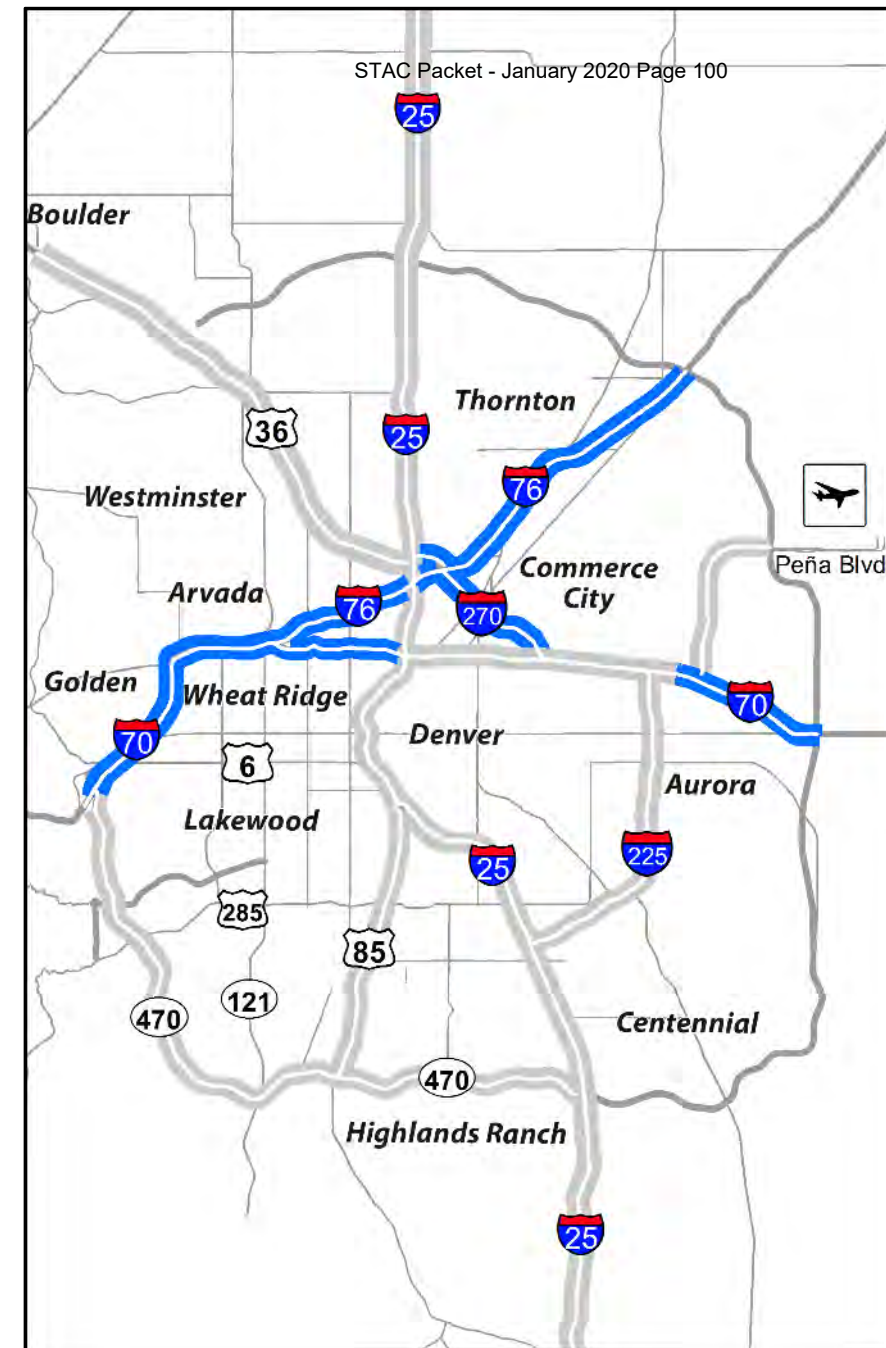 STAC Packet - January 2020 Page 100
25
Boulder
Thornton
36
25
Westminster
76
Peña Blvd
Commerce
City
Arvada
76
270
Golden
Wheat Ridge
70
70
Denver
6
Aurora
Lakewood
25
225
285
85
121
470
Centennial
470
Highlands Ranch
25